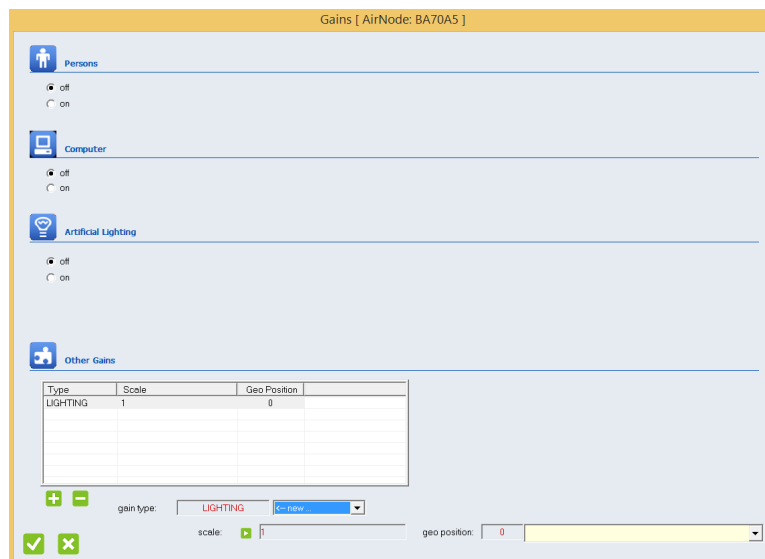 Gains [ AirNode: BA70A5 ]
Persons
off
on
Computer
off
on
Artificial Lighting
off
on
Other Gains
Type Scale Geo Position
LIGHTING 1 0
gain type: LIGHTING <-- new ...
scale: 1 geo position: 0